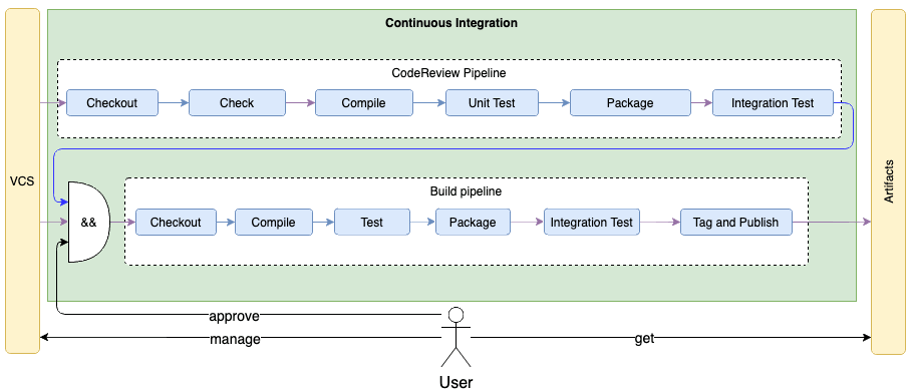 Continuous Integration
CodeReview Pipeline
Checkout
Check
Compile
Unit Test
Package
Integration Test
VCS
Artifacts
&&
Build pipeline
Checkout
Compile
Test
Package
Integration Test
Tag and Publish
approve
manage
get
User